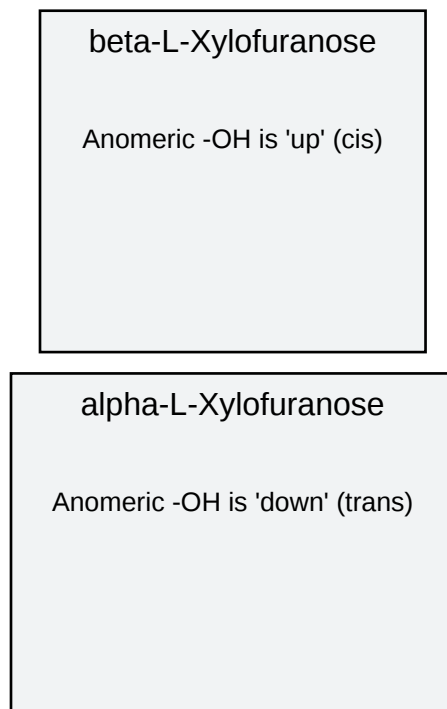 beta-L-Xylofuranose
Anomeric -OH is 'up' (cis)
alpha-L-Xylofuranose
Anomeric -OH is 'down' (trans)